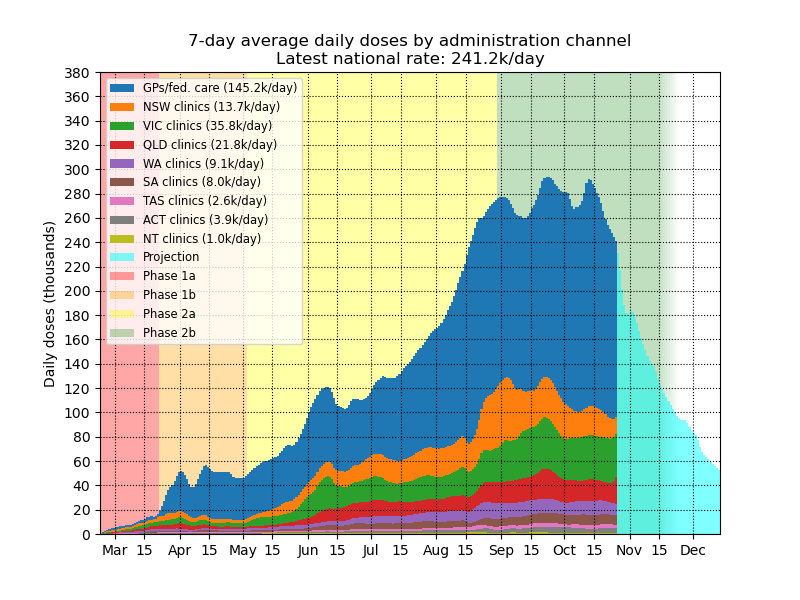 7-day average daily doses by administration channel
Latest national rate: 241.2k/day
Daily doses (thousands)
380
360
340
320
300
280
260
240
220
200
180
160
140
120
100
80
60
40
20
0
GPs/fed. care (145.2k/day)
NSW clinics (13.7k/day)
VIC clinics (35.8k/day)
QLD clinics (21.8k/day)
WA clinics (9.1k/day)
SA clinics (8.0k/day)
TAS clinics (2.6k/day)
ACT clinics (3.9k/day)
NT clinics (1.0k/day)
Projection
Phase 1a
Phase 1b
Phase 2a
Phase 2b
Mar 15 Apr 15 May 15 Jun 15 Jul 15 Aug 15 Sep 15 Oct 15 Nov 15 Dec